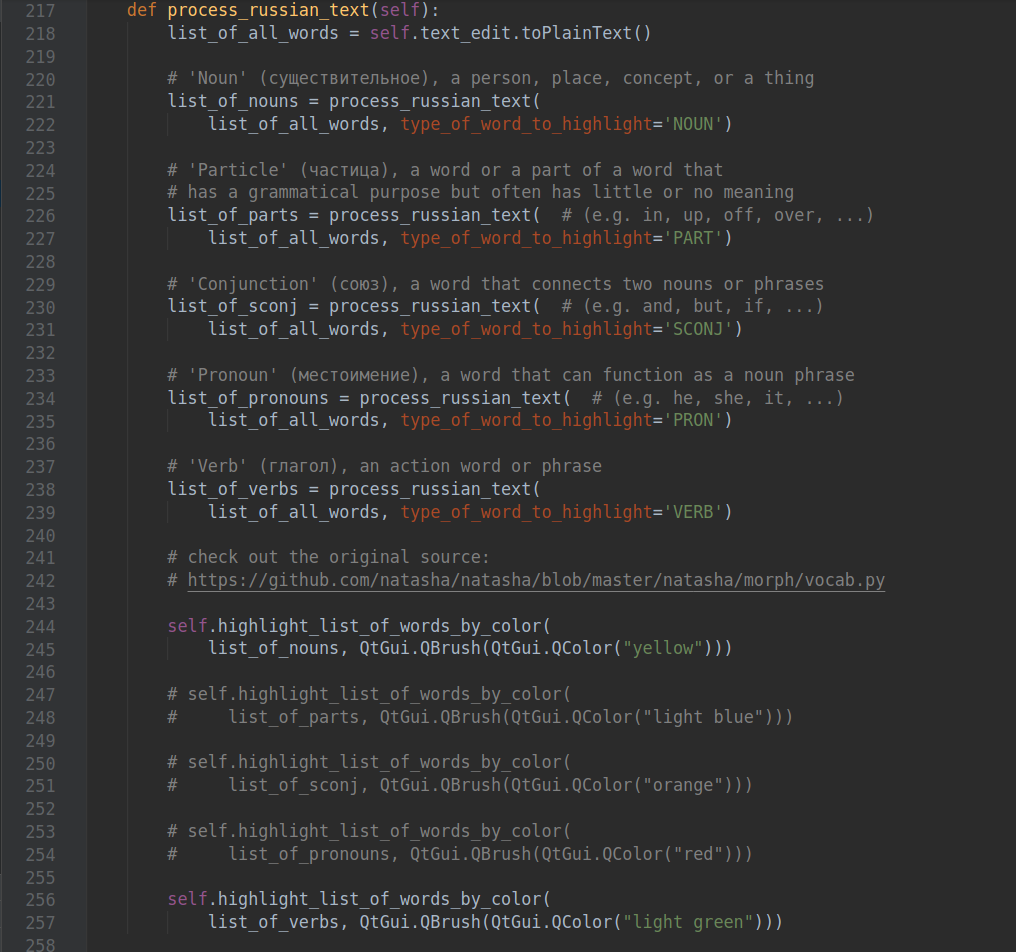 217 def process_russian_text(self):
218 list_of_all_words = self.text_edit.toPlainText()
219
220 # 'Noun' (существительное), a person, place, concept, or a thing
221 list_of_nouns = process_russian_text(
222 list_of_all_words, type_of_word_to_highlight='NOUN')
223
224 # 'Particle' (частица), a word or a part of a word that
225 # has a grammatical purpose but often has little or no meaning
226 list_of_parts = process_russian_text(  # (e.g. in, up, off, over, ...)
227 list_of_all_words, type_of_word_to_highlight='PART')
228
229 # 'Conjunction' (союз), a word that connects two nouns or phrases
230 list_of_sconj = process_russian_text(  # (e.g. and, but, if, ...)
231 list_of_all_words, type_of_word_to_highlight='SCONJ')
232
233 # 'Pronoun' (местоимение), a word that can function as a noun phrase
234 list_of_pronouns = process_russian_text(  # (e.g. he, she, it, ...)
235 list_of_all_words, type_of_word_to_highlight='PRON')
236
237 # 'Verb' (глагол), an action word or phrase
238 list_of_verbs = process_russian_text(
239 list_of_all_words, type_of_word_to_highlight='VERB')
240
241 # check out the original source:
242 # https://github.com/natasha/natasha/blob/master/natasha/morph/vocab.py
243
244 self.highlight_list_of_words_by_color(
245 list_of_nouns, QtGui.QBrush(QtGui.QColor("yellow")))
246
247 # self.highlight_list_of_words_by_color(
248 #     list_of_parts, QtGui.QBrush(QtGui.QColor("light blue")))
249
250 # self.highlight_list_of_words_by_color(
251 #     list_of_sconj, QtGui.QBrush(QtGui.QColor("orange")))
252
253 # self.highlight_list_of_words_by_color(
254 #     list_of_pronouns, QtGui.QBrush(QtGui.QColor("red")))
255
256 self.highlight_list_of_words_by_color(
257 list_of_verbs, QtGui.QBrush(QtGui.QColor("light green")))
258